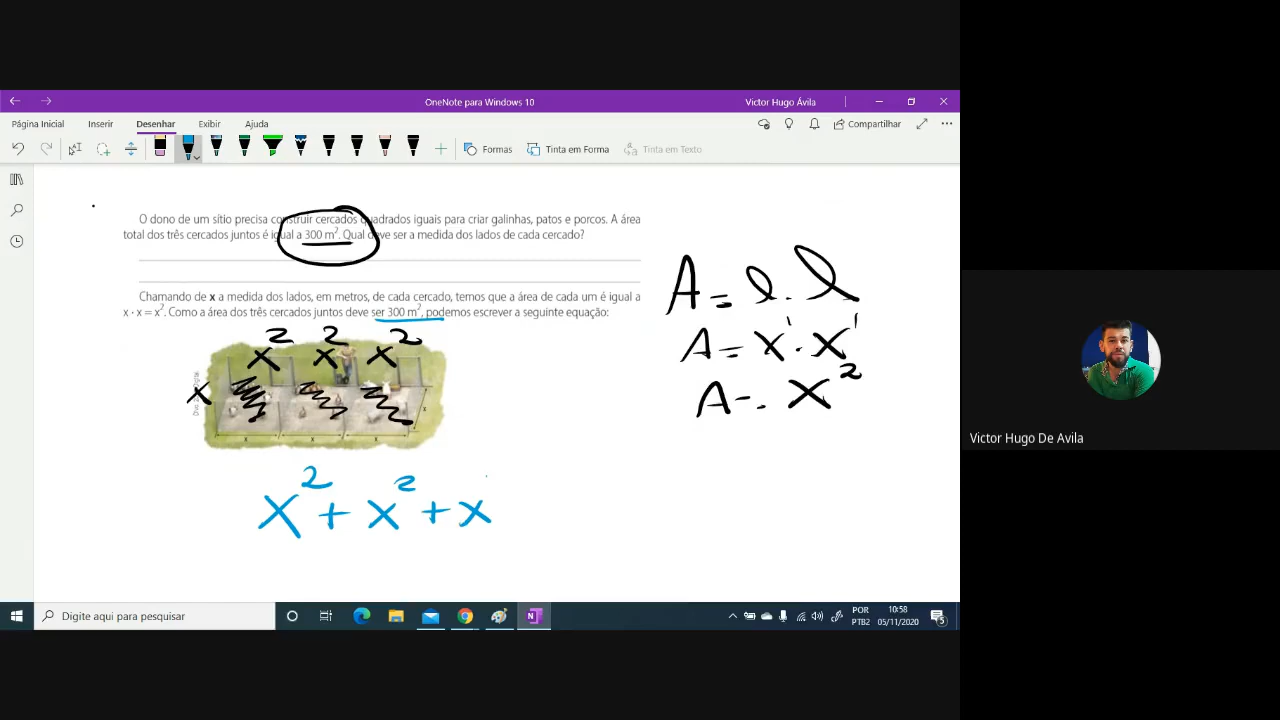 OneNote para Windows 10
Victor Hugo Ávila
Página Inicial Inserir Desenhar Exibir Ajuda
Compartilhar
Formas Tinta em Forma Tinta em Texto
O dono de um sítio precisa construir cercados quadrados iguais para criar galinhas, patos e porcos. A área
total dos três cercados juntos é igual a 300 m². Qual deve ser a medida dos lados de cada cercado?
Chamando de x a medida dos lados, em metros, de cada cercado, temos que a área de cada um é igual a
x · x = x². Como a área dos três cercados juntos deve ser 300 m², podemos escrever a seguinte equação:
x² x² x²
x
x
x x x
x² + x² + x
A = l . l
A = x¹ . x¹
A = . x²
Victor Hugo De Avila
Digite aqui para pesquisar
POR
PTB2
10:58
05/11/2020
5